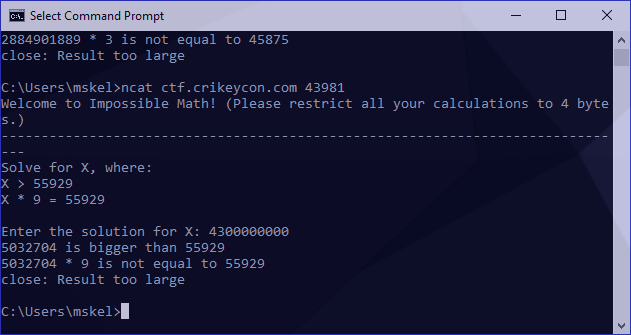 Select Command Prompt
2884901889 * 3 is not equal to 45875
close: Result too large
C:\Users\mskel>ncat ctf.crikeycon.com 43981
Welcome to Impossible Math! (Please restrict all your calculations to 4 byte
s.)
----------------------------------------------------------------------------
---
Solve for X, where:
X > 55929
X * 9 = 55929
Enter the solution for X: 4300000000
5032704 is bigger than 55929
5032704 * 9 is not equal to 55929
close: Result too large
C:\Users\mskel>